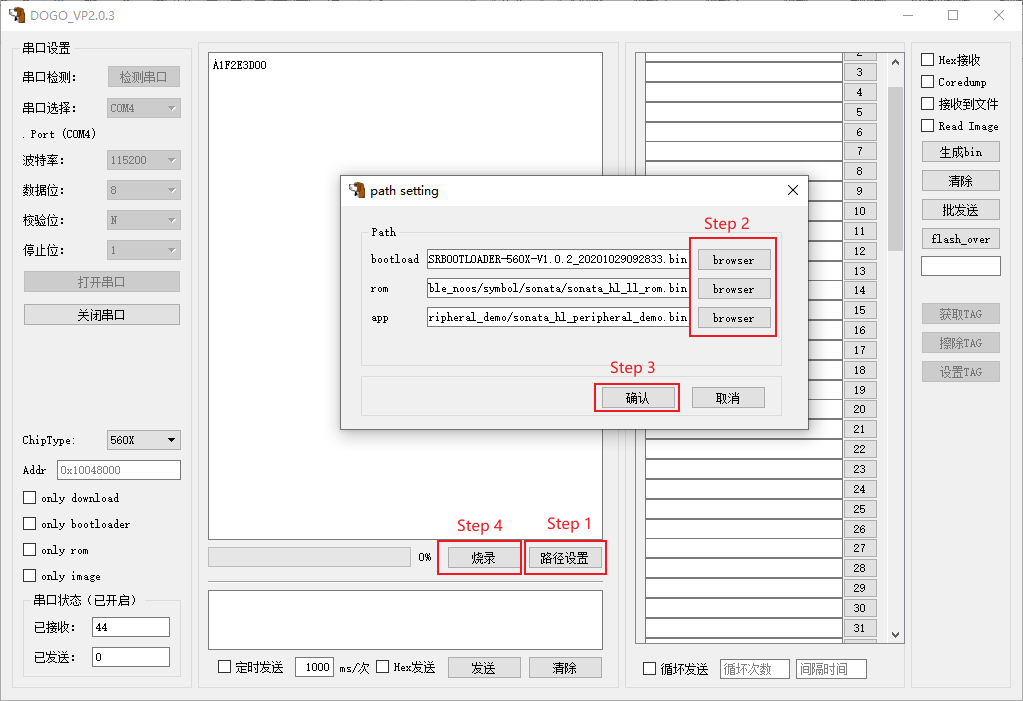 DOGO_VP2.0.3
串口设置
串口检测:
检测串口
串口选择:
COM4
. Port (COM4)
波特率:
115200
数据位:
8
校验位:
N
停止位:
1
打开串口
关闭串口
ChipType:
560X
Addr
0x10048000
only download
only bootloader
only rom
only image
串口状态（已开启）
已接收:
44
已发送:
0
A1F2E3D00
path setting
Path
Step 2
bootload
SRBOOTLOADER-560X-V1.0.2_20201029092833.bin
browser
rom
ble_noos/symbol/sonata/sonata_hl_ll_rom.bin
browser
app
ripheral_demo/sonata_hl_peripheral_demo.bin
browser
Step 3
确认
取消
Step 4
Step 1
0%
烧录
路径设置
定时发送
1000
ms/次
Hex发送
发送
清除
2
3
4
5
6
7
8
9
10
11
12
13
14
15
16
17
18
19
20
21
22
23
24
25
26
27
28
29
30
31
循环发送
循环次数
间隔时间
Hex接收
Coredump
接收到文件
Read Image
生成bin
清除
批发送
flash_over
获取TAG
擦除TAG
设置TAG